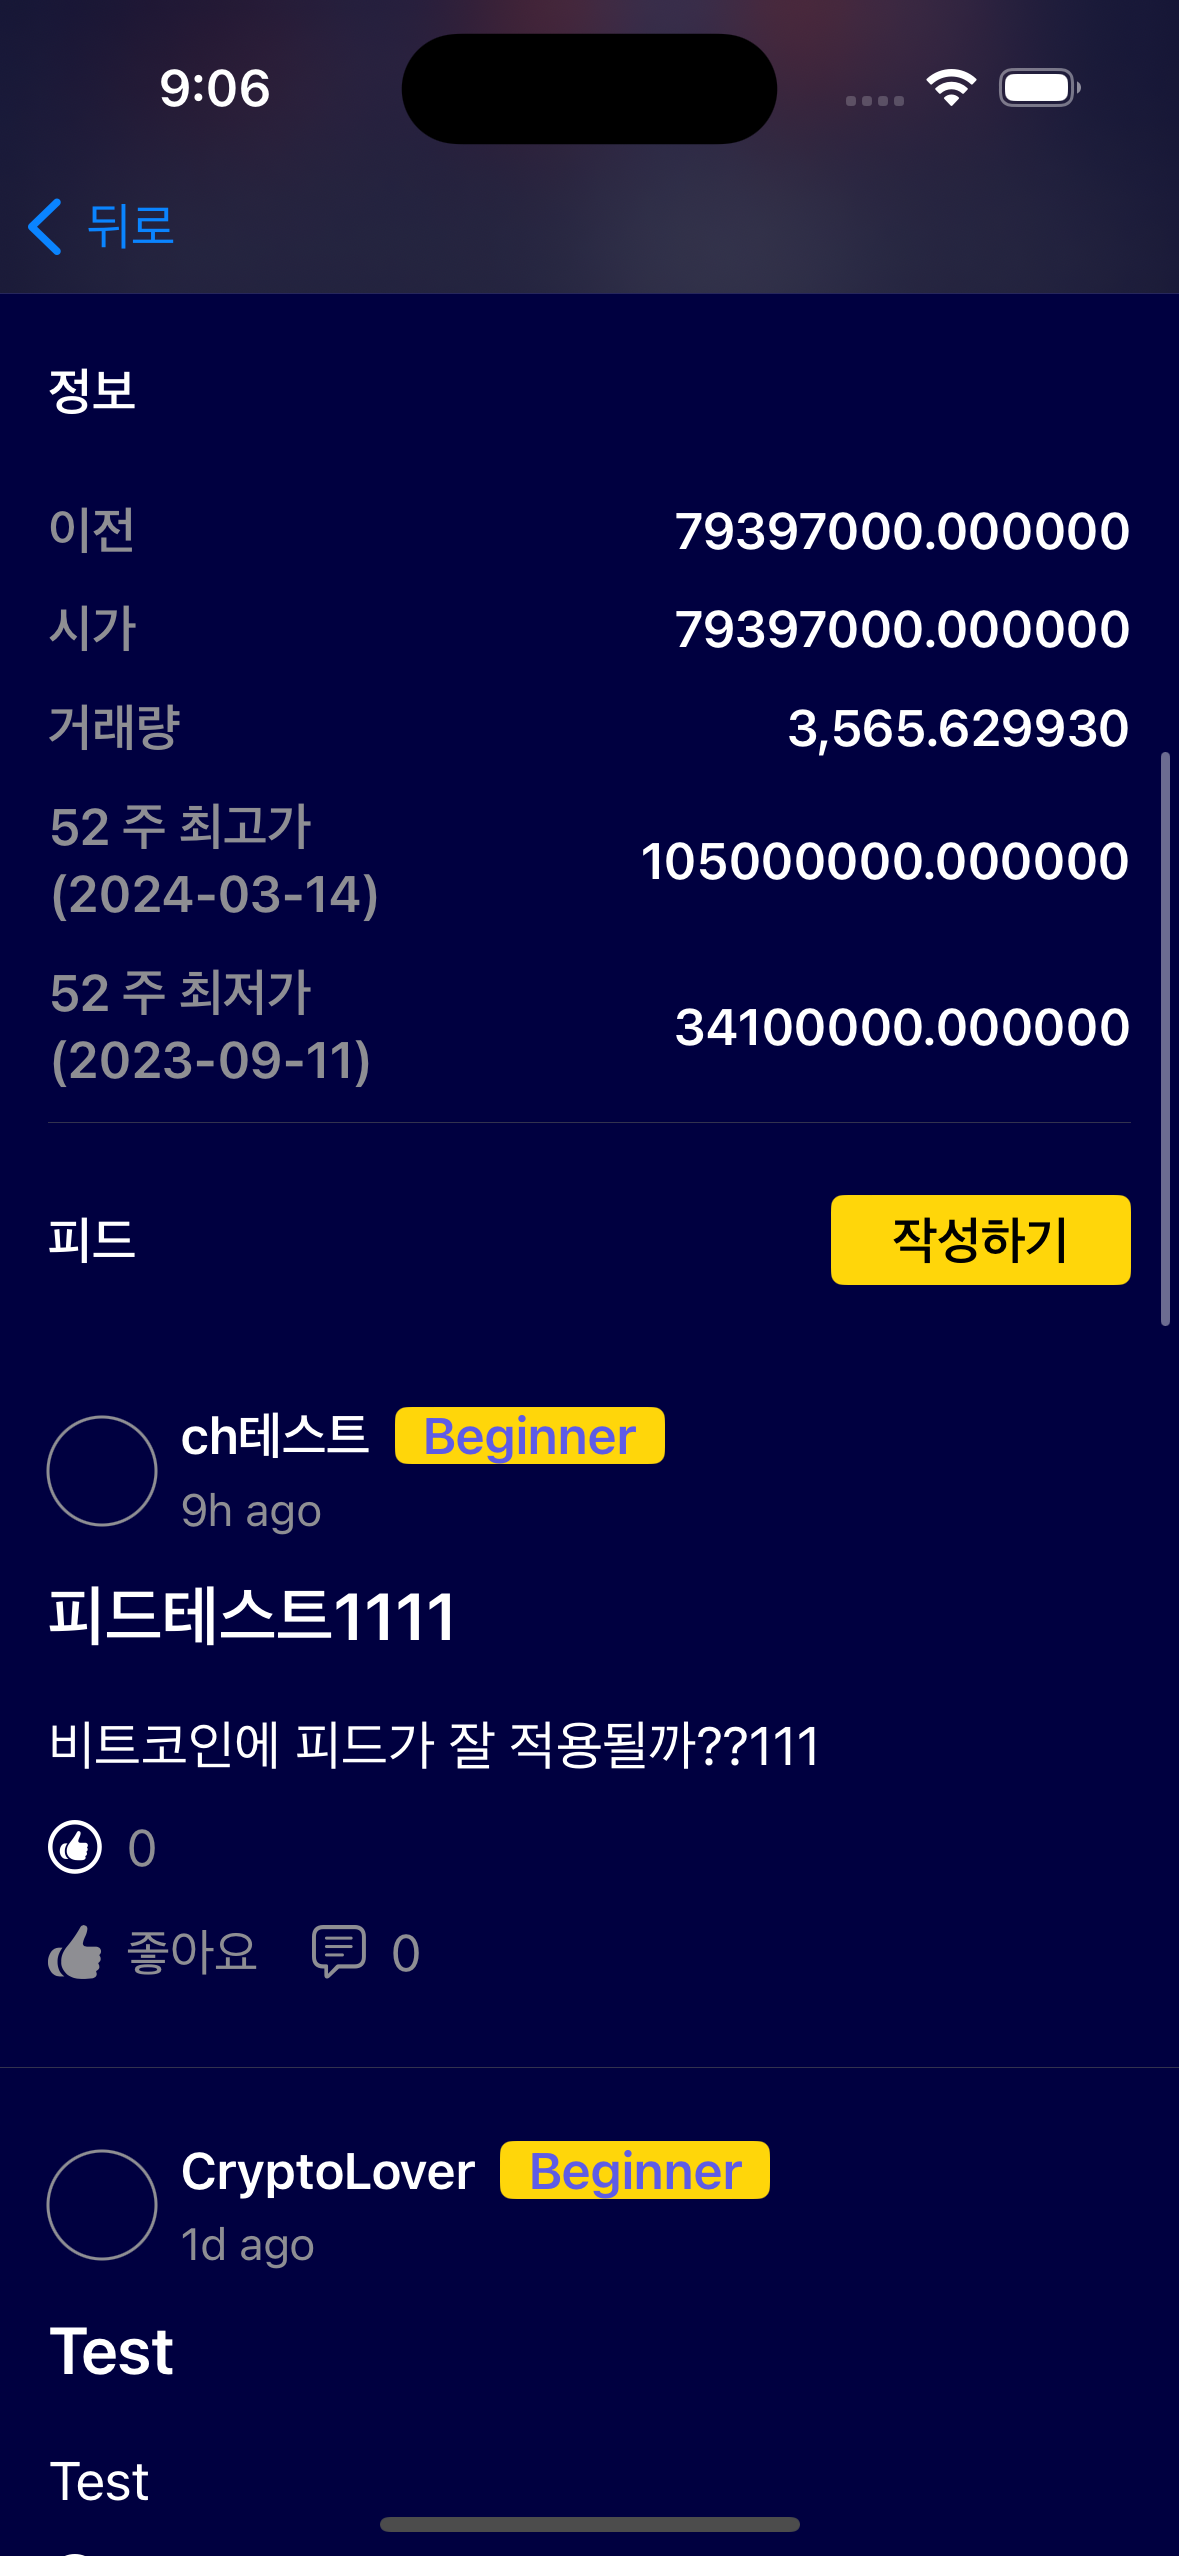 9:06
뒤로
정보
이전 79397000.000000
시가 79397000.000000
거래량 3,565.629930
52 주 최고가
(2024-03-14) 105000000.000000
52 주 최저가
(2023-09-11) 34100000.000000
피드 작성하기
ch테스트 Beginner
9h ago
피드테스트1111
비트코인에 피드가 잘 적용될까??111
0
좋아요 0
CryptoLover Beginner
1d ago
Test
Test